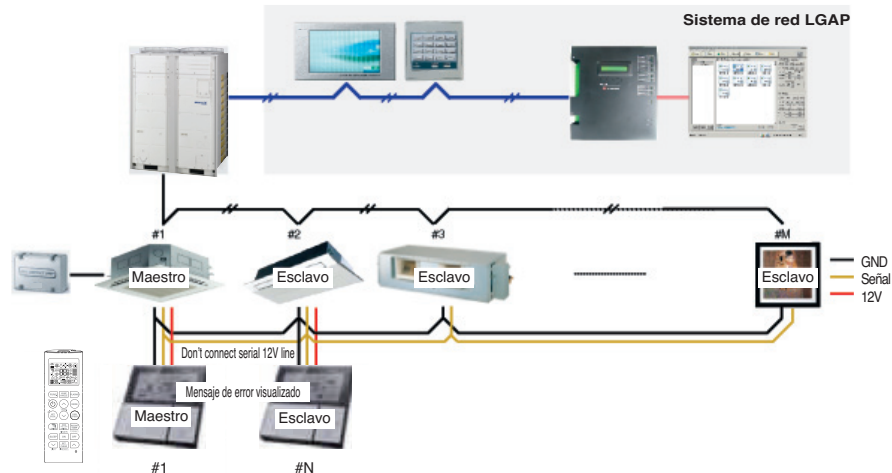 Sistema de red LGAP
#1
#2
#3
#M
Maestro
Esclavo
Esclavo
Esclavo
GND
Señal
12V
Don't connect serial 12V line
Mensaje de error visualizado
Maestro
Esclavo
#1
#N